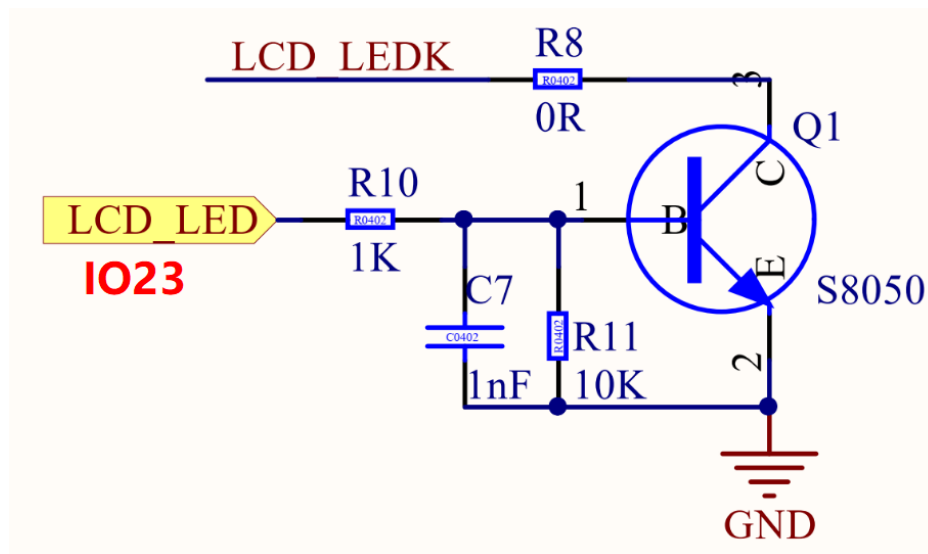 LCD_LEDK
R8
R0402
0R
3
Q1
C
LCD_LED
IO23
R10
R0402
1K
1
B
E
S8050
C7
C0402
1nF
R0402
R11
10K
2
GND